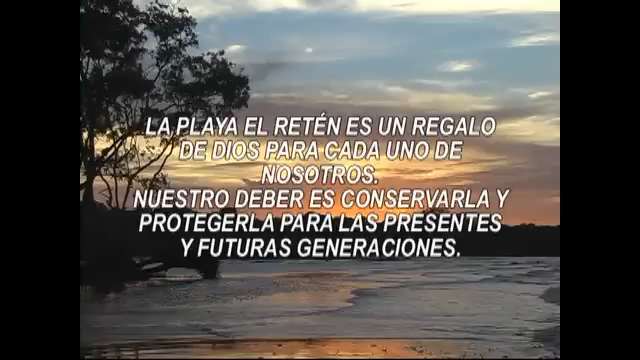 LA PLAYA EL RETÉN ES UN REGALO
DE DIOS PARA CADA UNO DE
NOSOTROS.
NUESTRO DEBER ES CONSERVARLA Y
PROTEGERLA PARA LAS PRESENTES
Y FUTURAS GENERACIONES.